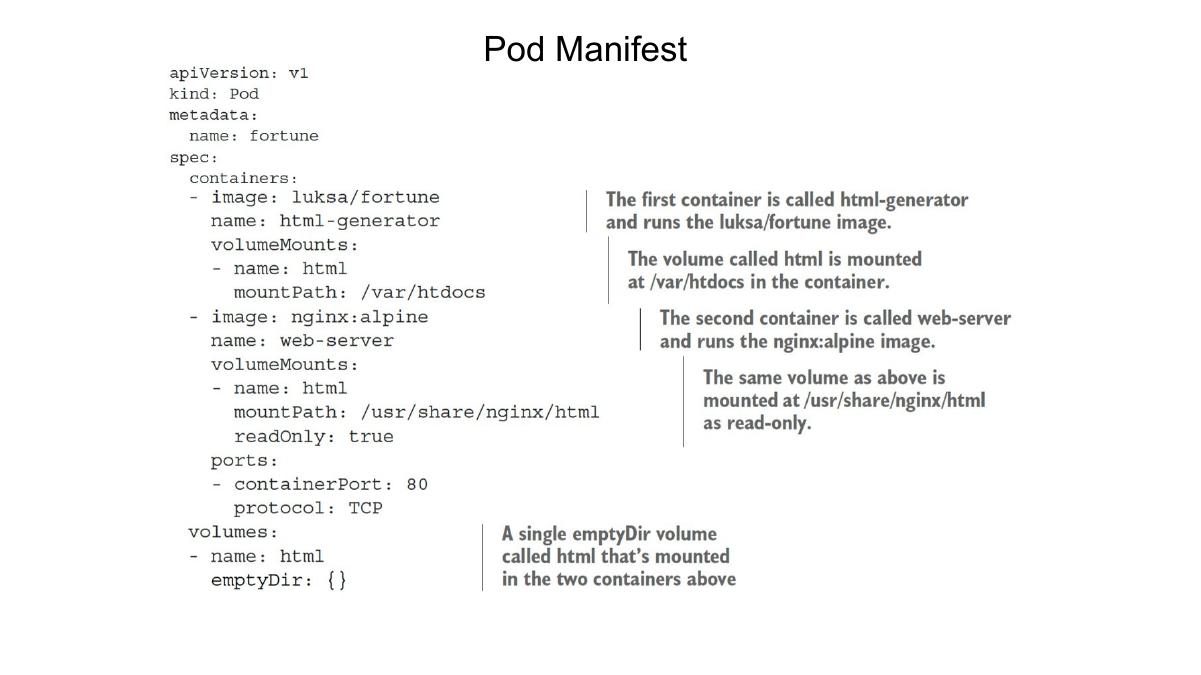 Pod Manifest
apiVersion: v1
kind: Pod
metadata:
  name: fortune
spec:
  containers:
  - image: luksa/fortune
    name: html-generator
    volumeMounts:
    - name: html
      mountPath: /var/htdocs
  - image: nginx:alpine
    name: web-server
    volumeMounts:
    - name: html
      mountPath: /usr/share/nginx/html
      readOnly: true
    ports:
    - containerPort: 80
      protocol: TCP
  volumes:
  - name: html
    emptyDir: {}
The first container is called html-generator
and runs the luksa/fortune image.
The volume called html is mounted
at /var/htdocs in the container.
The second container is called web-server
and runs the nginx:alpine image.
The same volume as above is
mounted at /usr/share/nginx/html
as read-only.
A single emptyDir volume
called html that's mounted
in the two containers above